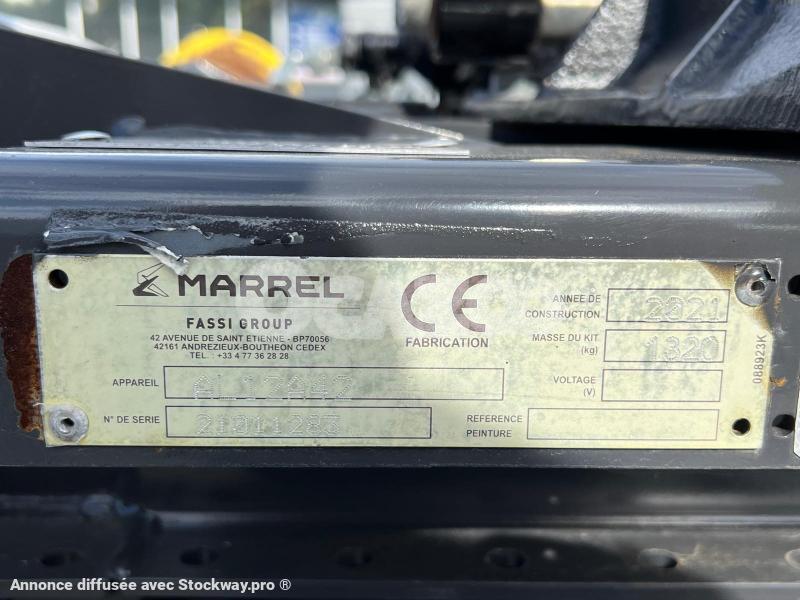 MARREL
FASSI GROUP
42 AVENUE DE SAINT ETIENNE - BP70056
42161 ANDREZIEUX-BOUTHEON CEDEX
TEL. : +33 4 77 36 28 28
CE
FABRICATION
ANNEE DE CONSTRUCTION 2021
MASSE DU KIT (kg) 1320
VOLTAGE (V)
APPAREIL AL12A42
N° DE SERIE 21011283
REFERENCE PEINTURE
088923K
Annonce diffusée avec Stockway.pro ®